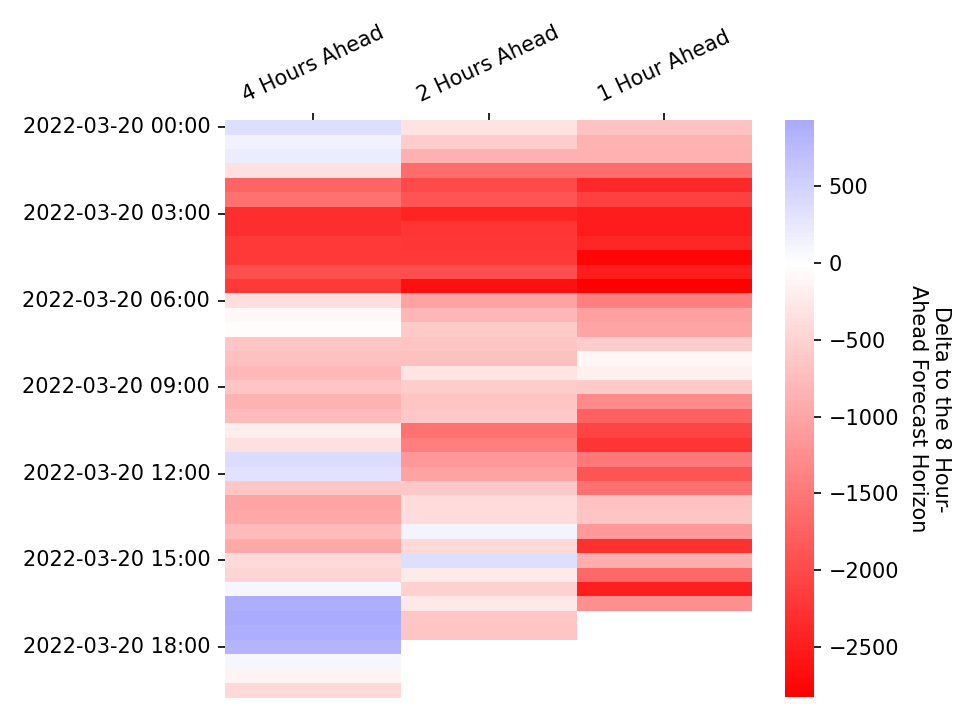 4 Hours Ahead
2 Hours Ahead
1 Hour Ahead
2022-03-20 00:00
2022-03-20 03:00
2022-03-20 06:00
2022-03-20 09:00
2022-03-20 12:00
2022-03-20 15:00
2022-03-20 18:00
500
0
−500
−1000
−1500
−2000
−2500
Delta to the 8 Hour-
Ahead Forecast Horizon